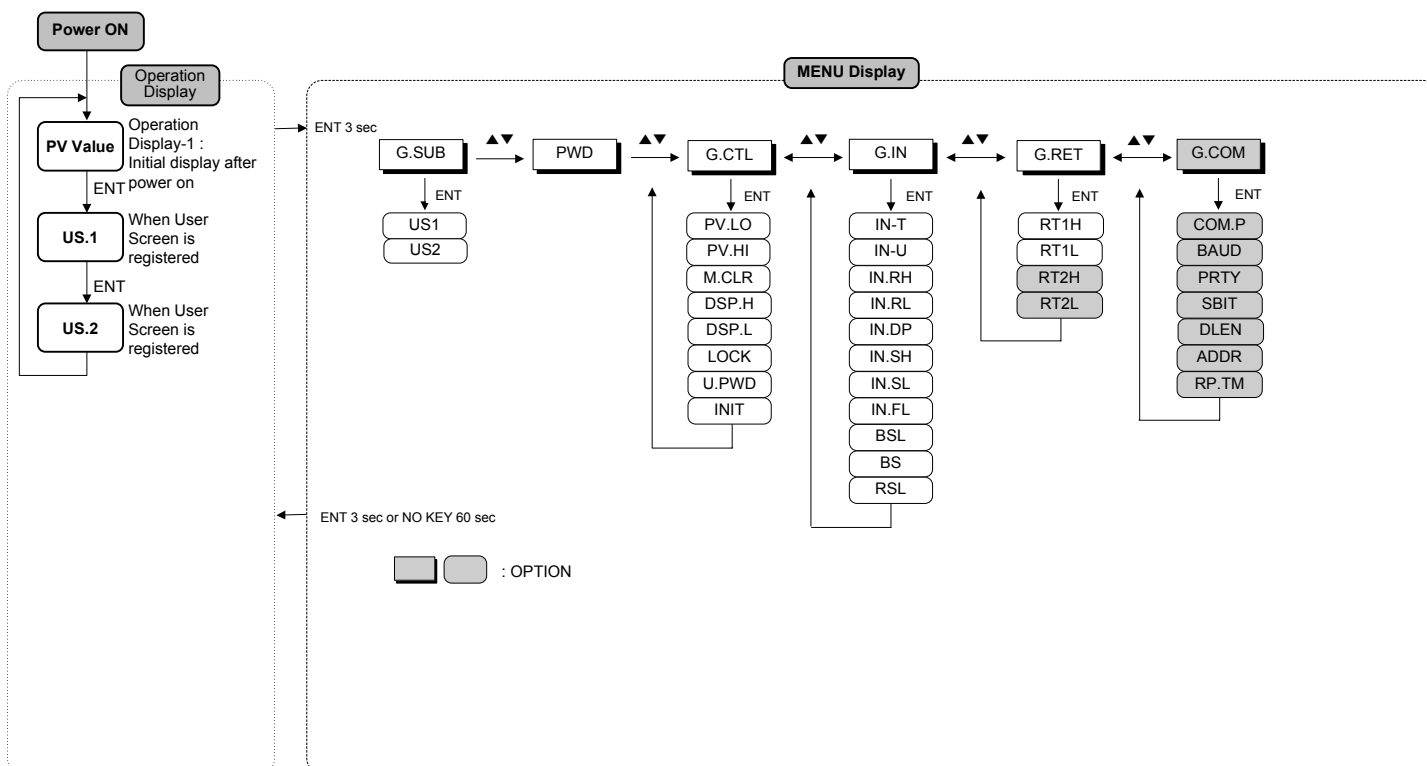 Power ON
Operation
Display
PV Value
Operation
Display-1 :
Initial display after
power on
ENT
US.1
When User
Screen is
registered
ENT
US.2
When User
Screen is
registered
MENU Display
ENT 3 sec
G.SUB
▲▼
PWD
▲▼
G.CTL
▲▼
G.IN
▲▼
G.RET
▲▼
G.COM
ENT
US1
US2
ENT
PV.LO
PV.HI
M.CLR
DSP.H
DSP.L
LOCK
U.PWD
INIT
ENT
IN-T
IN-U
IN.RH
IN.RL
IN.DP
IN.SH
IN.SL
IN.FL
BSL
BS
RSL
ENT
RT1H
RT1L
RT2H
RT2L
ENT
COM.P
BAUD
PRTY
SBIT
DLEN
ADDR
RP.TM
ENT 3 sec or NO KEY 60 sec
: OPTION